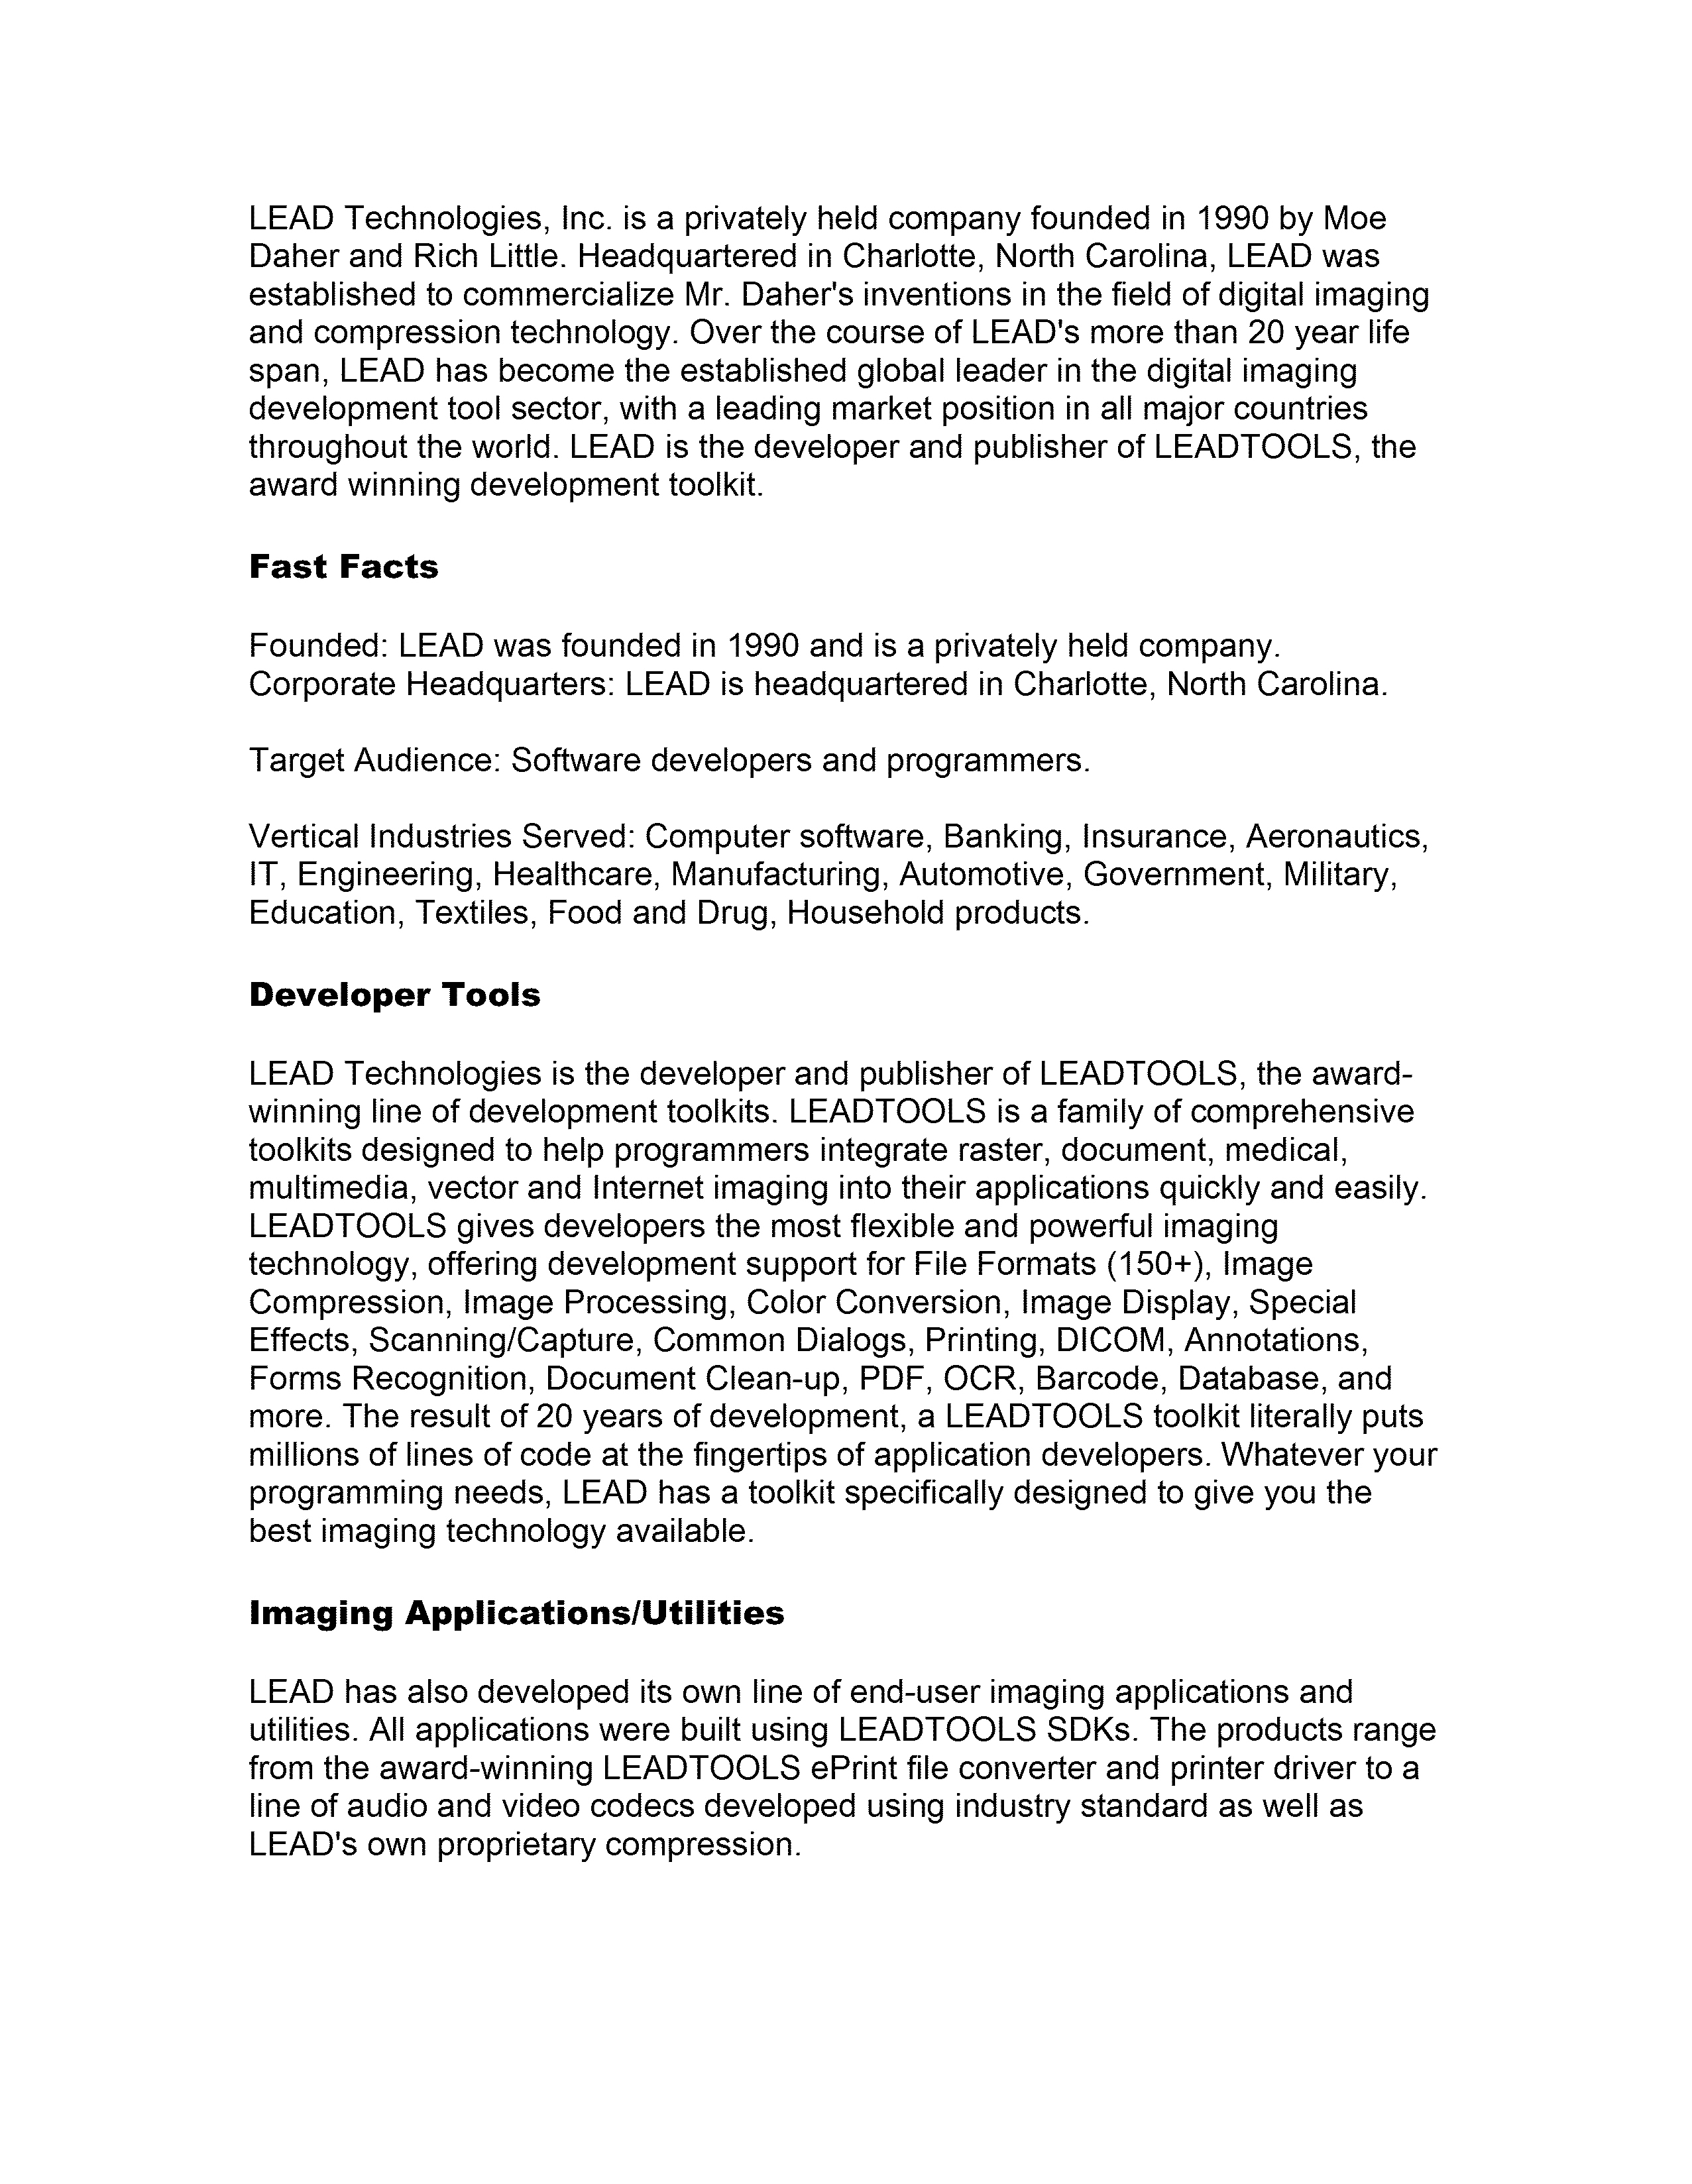 LEAD Technologies, Inc. is a privately held company founded in 1990 by Moe
Daher and Rich Little. Headquartered in Charlotte, North Carolina, LEAD was
established to commercialize Mr. Daher's inventions in the field of digital imaging
and compression technology. Over the course of LEAD's more than 20 year life
span, LEAD has become the established global leader in the digital imaging
development tool sector, with a leading market position in all major countries
throughout the world. LEAD is the developer and publisher of LEADTOOLS, the
award winning development toolkit.
Fast Facts
Founded: LEAD was founded in 1990 and is a privately held company.
Corporate Headquarters: LEAD is headquartered in Charlotte, North Carolina.
Target Audience: Software developers and programmers.
Vertical Industries Served: Computer software, Banking, Insurance, Aeronautics,
IT, Engineering, Healthcare, Manufacturing, Automotive, Government, Military,
Education, Textiles, Food and Drug, Household products.
Developer Tools
LEAD Technologies is the developer and publisher of LEADTOOLS, the award-
winning line of development toolkits. LEADTOOLS is a family of comprehensive
toolkits designed to help programmers integrate raster, document, medical,
multimedia, vector and Internet imaging into their applications quickly and easily.
LEADTOOLS gives developers the most flexible and powerful imaging
technology, offering development support for File Formats (150+), Image
Compression, Image Processing, Color Conversion, Image Display, Special
Effects, Scanning/Capture, Common Dialogs, Printing, DICOM, Annotations,
Forms Recognition, Document Clean-up, PDF, OCR, Barcode, Database, and
more. The result of 20 years of development, a LEADTOOLS toolkit literally puts
millions of lines of code at the fingertips of application developers. Whatever your
programming needs, LEAD has a toolkit specifically designed to give you the
best imaging technology available.
Imaging Applications/Utilities
LEAD has also developed its own line of end-user imaging applications and
utilities. All applications were built using LEADTOOLS SDKs. The products range
from the award-winning LEADTOOLS ePrint file converter and printer driver to a
line of audio and video codecs developed using industry standard as well as
LEAD's own proprietary compression.